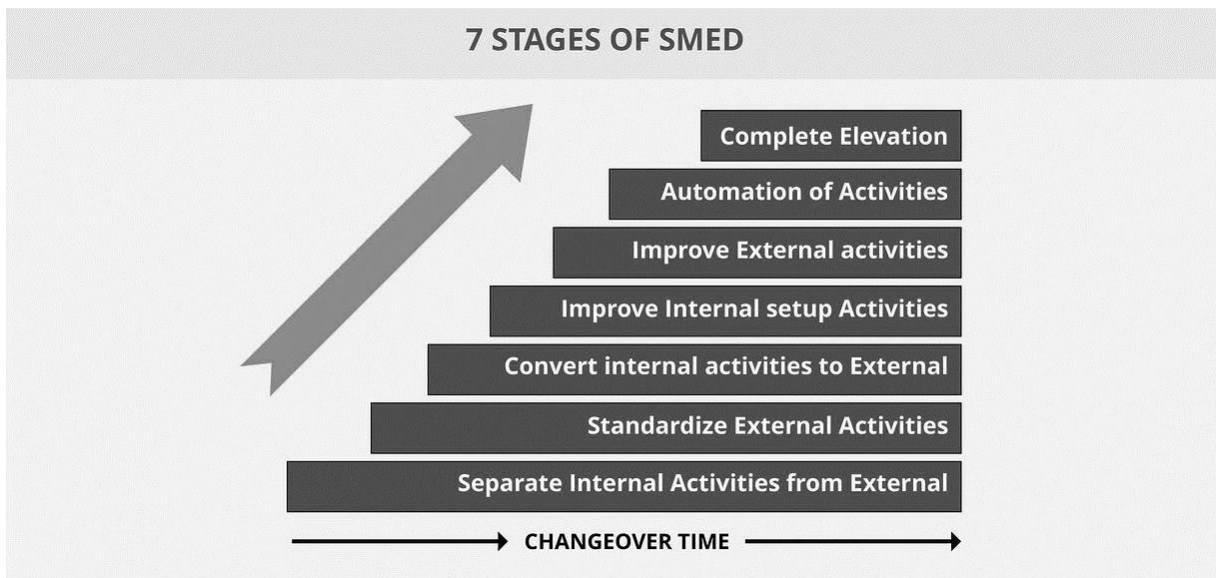 7 STAGES OF SMED
Complete Elevation
Automation of Activities
Improve External activities
Improve Internal setup Activities
Convert internal activities to External
Standardize External Activities
Separate Internal Activities from External
CHANGEOVER TIME